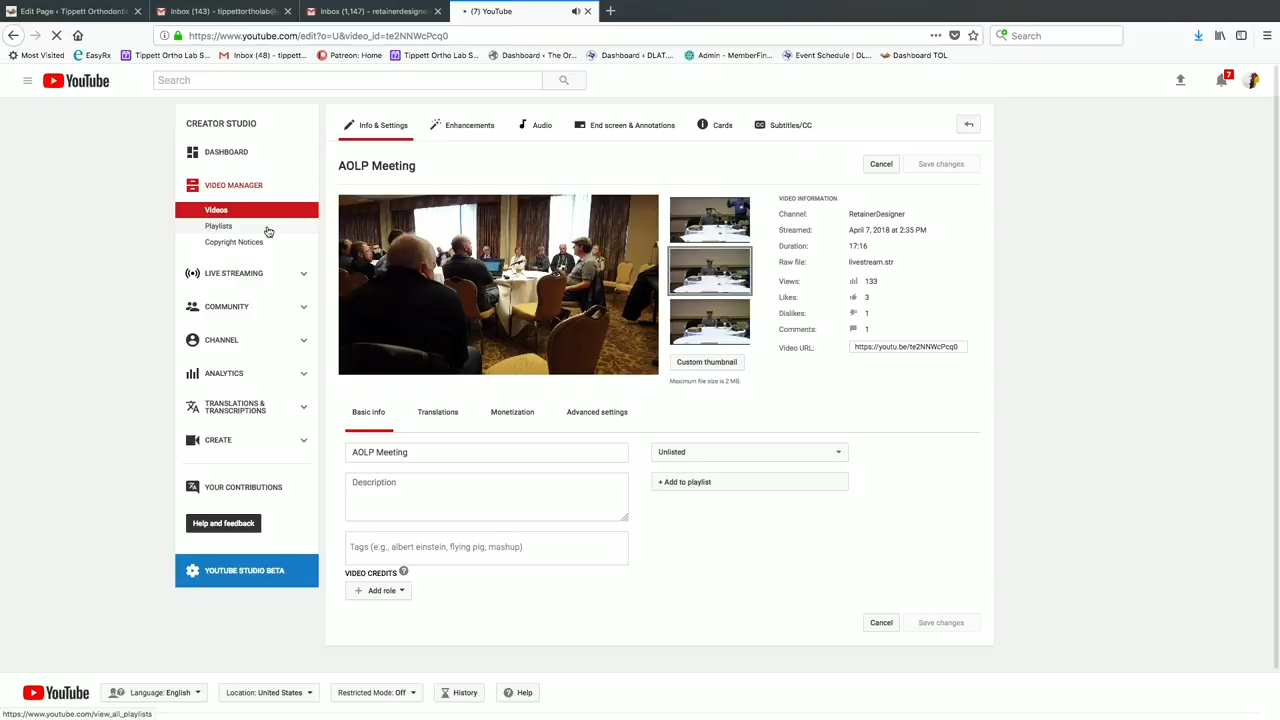 Edit Page ‹ Tippett Orthodont
Inbox (143) - tippettortholab@
Inbox (1,147) - retainerdesigner
• (7) YouTube
https://www.youtube.com/edit?o=U&video_id=te2NNWcPcq0
Search
Most Visited
EasyRx
Tippett Ortho Lab S...
Inbox (48) - tippett...
Patreon: Home
Tippett Ortho Lab S...
Dashboard ‹ The Or...
Dashboard ‹ DLAT....
Admin - MemberFin...
Event Schedule | DL...
Dashboard TOL
YouTube
Search
7
CREATOR STUDIO
DASHBOARD
VIDEO MANAGER
Videos
Playlists
Copyright Notices
LIVE STREAMING
COMMUNITY
CHANNEL
ANALYTICS
TRANSLATIONS &
TRANSCRIPTIONS
CREATE
YOUR CONTRIBUTIONS
Help and feedback
YOUTUBE STUDIO BETA
Info & Settings
Enhancements
Audio
End screen & Annotations
Cards
Subtitles/CC
AOLP Meeting
Cancel
Save changes
VIDEO INFORMATION
Channel: RetainerDesigner
Streamed: April 7, 2018 at 2:35 PM
Duration: 17:16
Raw file: livestream.str
Views: 133
Likes: 3
Dislikes: 1
Comments: 1
Video URL: https://youtu.be/te2NNWcPcq0
Custom thumbnail
Maximum file size is 2 MB.
Basic info
Translations
Monetization
Advanced settings
AOLP Meeting
Unlisted
Description
+ Add to playlist
Tags (e.g., albert einstein, flying pig, mashup)
VIDEO CREDITS ?
+ Add role
Cancel
Save changes
YouTube
Language: English
Location: United States
Restricted Mode: Off
History
Help
https://www.youtube.com/view_all_playlists